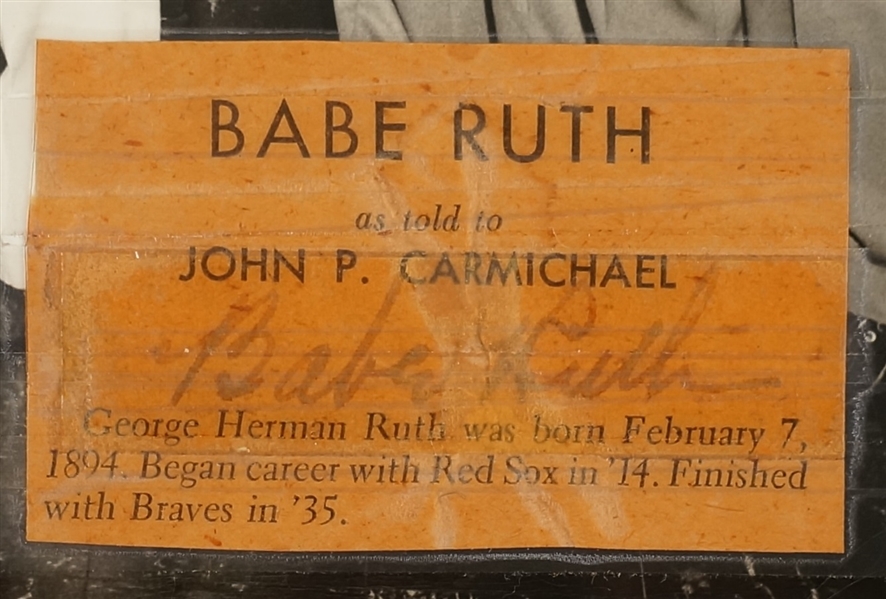 BABE RUTH
as told to
JOHN P. CARMICHAEL
Babe Ruth
George Herman Ruth was born February 7,
1894. Began career with Red Sox in '14. Finished
with Braves in '35.